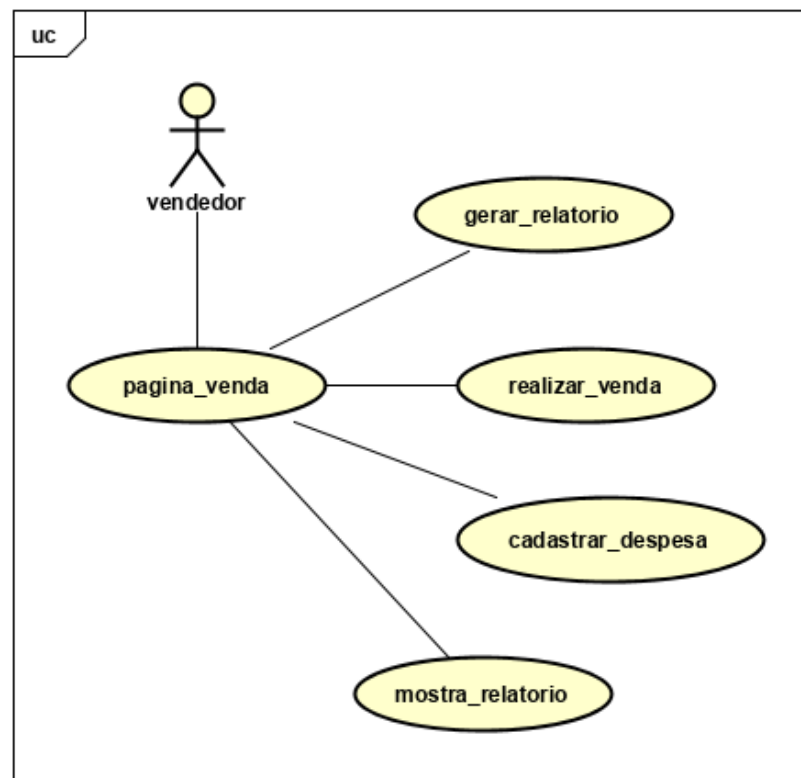 uc
vendedor
gerar_relatorio
pagina_venda
realizar_venda
cadastrar_despesa
mostra_relatorio